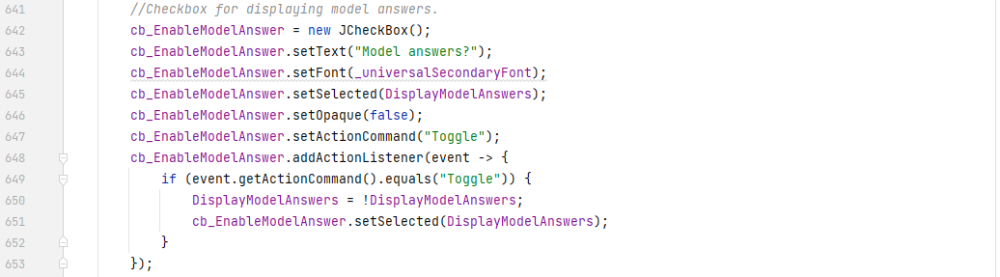 641 //Checkbox for displaying model answers.
642 cb_EnableModelAnswer = new JCheckBox();
643 cb_EnableModelAnswer.setText("Model answers?");
644 cb_EnableModelAnswer.setFont(_universalSecondaryFont);
645 cb_EnableModelAnswer.setSelected(DisplayModelAnswers);
646 cb_EnableModelAnswer.setOpaque(false);
647 cb_EnableModelAnswer.setActionCommand("Toggle");
648 cb_EnableModelAnswer.addActionListener(event -> {
649     if (event.getActionCommand().equals("Toggle")) {
650         DisplayModelAnswers = !DisplayModelAnswers;
651         cb_EnableModelAnswer.setSelected(DisplayModelAnswers);
652     }
653 });